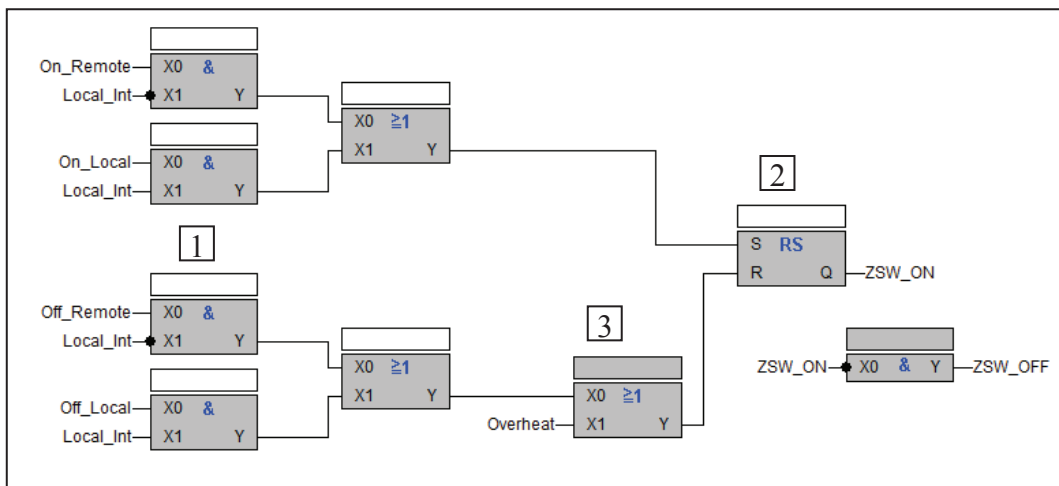 On_Remote X0 &
Local_Int X1 Y
X0 ≧1
X1 Y
On_Local X0 &
Local_Int X1 Y
2
S RS
R Q ZSW_ON
1
Off_Remote X0 &
Local_Int X1 Y
X0 ≧1
X1 Y
Off_Local X0 &
Local_Int X1 Y
3
X0 ≧1
Overheat X1 Y
ZSW_ON X0 & Y ZSW_OFF